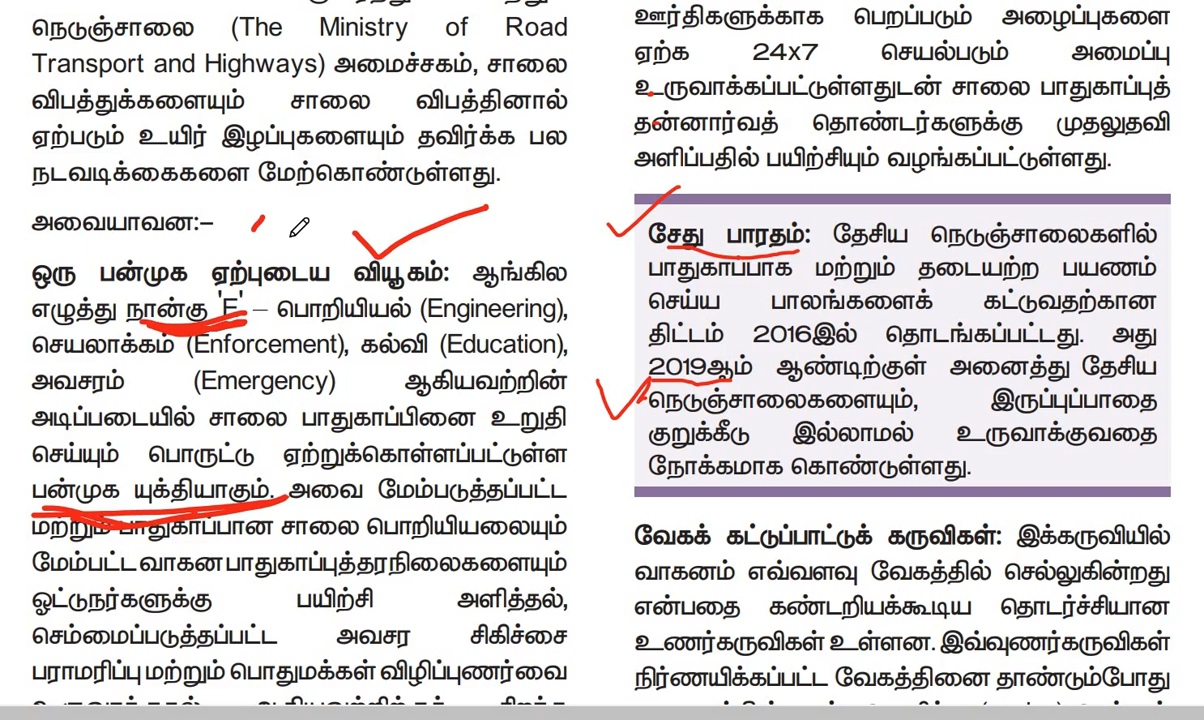 நெடுஞ்சாலை (The Ministry of Road
Transport and Highways) அமைச்சகம், சாலை
விபத்துக்களையும் சாலை விபத்தினால்
ஏற்படும் உயிர் இழப்புகளையும் தவிர்க்க பல
நடவடிக்கைகளை மேற்கொண்டுள்ளது.
அவையாவன:–
ஒரு பன்முக ஏற்புடைய வியூகம்: ஆங்கில
எழுத்து நான்கு 'E' – பொறியியல் (Engineering),
செயலாக்கம் (Enforcement), கல்வி (Education),
அவசரம் (Emergency) ஆகியவற்றின்
அடிப்படையில் சாலை பாதுகாப்பினை உறுதி
செய்யும் பொருட்டு ஏற்றுக்கொள்ளப்பட்டுள்ள
பன்முக யுக்தியாகும். அவை மேம்படுத்தப்பட்ட
மற்றும் பாதுகாப்பான சாலை பொறியியலையும்
மேம்பட்ட வாகன பாதுகாப்புத்தரநிலைகளையும்
ஓட்டுநர்களுக்கு பயிற்சி அளித்தல்,
செம்மைப்படுத்தப்பட்ட அவசர சிகிச்சை
பராமரிப்பு மற்றும் பொதுமக்கள் விழிப்புணர்வை
ஊர்திகளுக்காக பெறப்படும் அழைப்புகளை
ஏற்க 24x7 செயல்படும் அமைப்பு
உருவாக்கப்பட்டுள்ளதுடன் சாலை பாதுகாப்புத்
தன்னார்வத் தொண்டர்களுக்கு முதலுதவி
அளிப்பதில் பயிற்சியும் வழங்கப்பட்டுள்ளது.
சேது பாரதம்: தேசிய நெடுஞ்சாலைகளில்
பாதுகாப்பாக மற்றும் தடையற்ற பயணம்
செய்ய பாலங்களைக் கட்டுவதற்கான
திட்டம் 2016இல் தொடங்கப்பட்டது. அது
2019ஆம் ஆண்டிற்குள் அனைத்து தேசிய
நெடுஞ்சாலைகளையும், இருப்புப்பாதை
குறுக்கீடு இல்லாமல் உருவாக்குவதை
நோக்கமாக கொண்டுள்ளது.
வேகக் கட்டுப்பாட்டுக் கருவிகள்: இக்கருவியில்
வாகனம் எவ்வளவு வேகத்தில் செல்லுகின்றது
என்பதை கண்டறியக்கூடிய தொடர்ச்சியான
உணர்கருவிகள் உள்ளன. இவ்வுணர்கருவிகள்
நிர்ணயிக்கப்பட்ட வேகத்தினை தாண்டும்போது